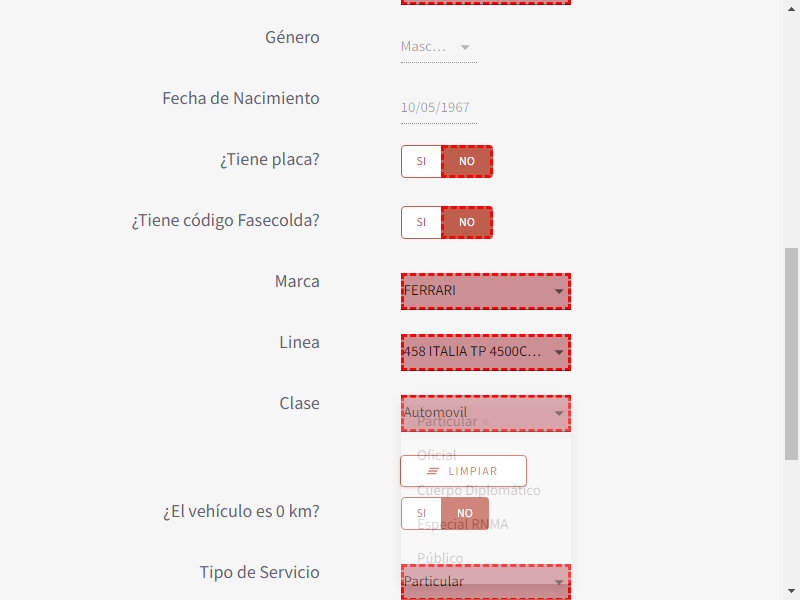 Género
Masc...
Fecha de Nacimiento
10/05/1967
¿Tiene placa?
SI NO
¿Tiene código Fasecolda?
SI NO
Marca
FERRARI
Linea
458 ITALIA TP 4500C...
Clase
Automovil
Particular
Oficial
LIMPIAR
Cuerpo Diplomático
¿El vehículo es 0 km?
SI NO
Especial RNMA
Público
Tipo de Servicio
Particular